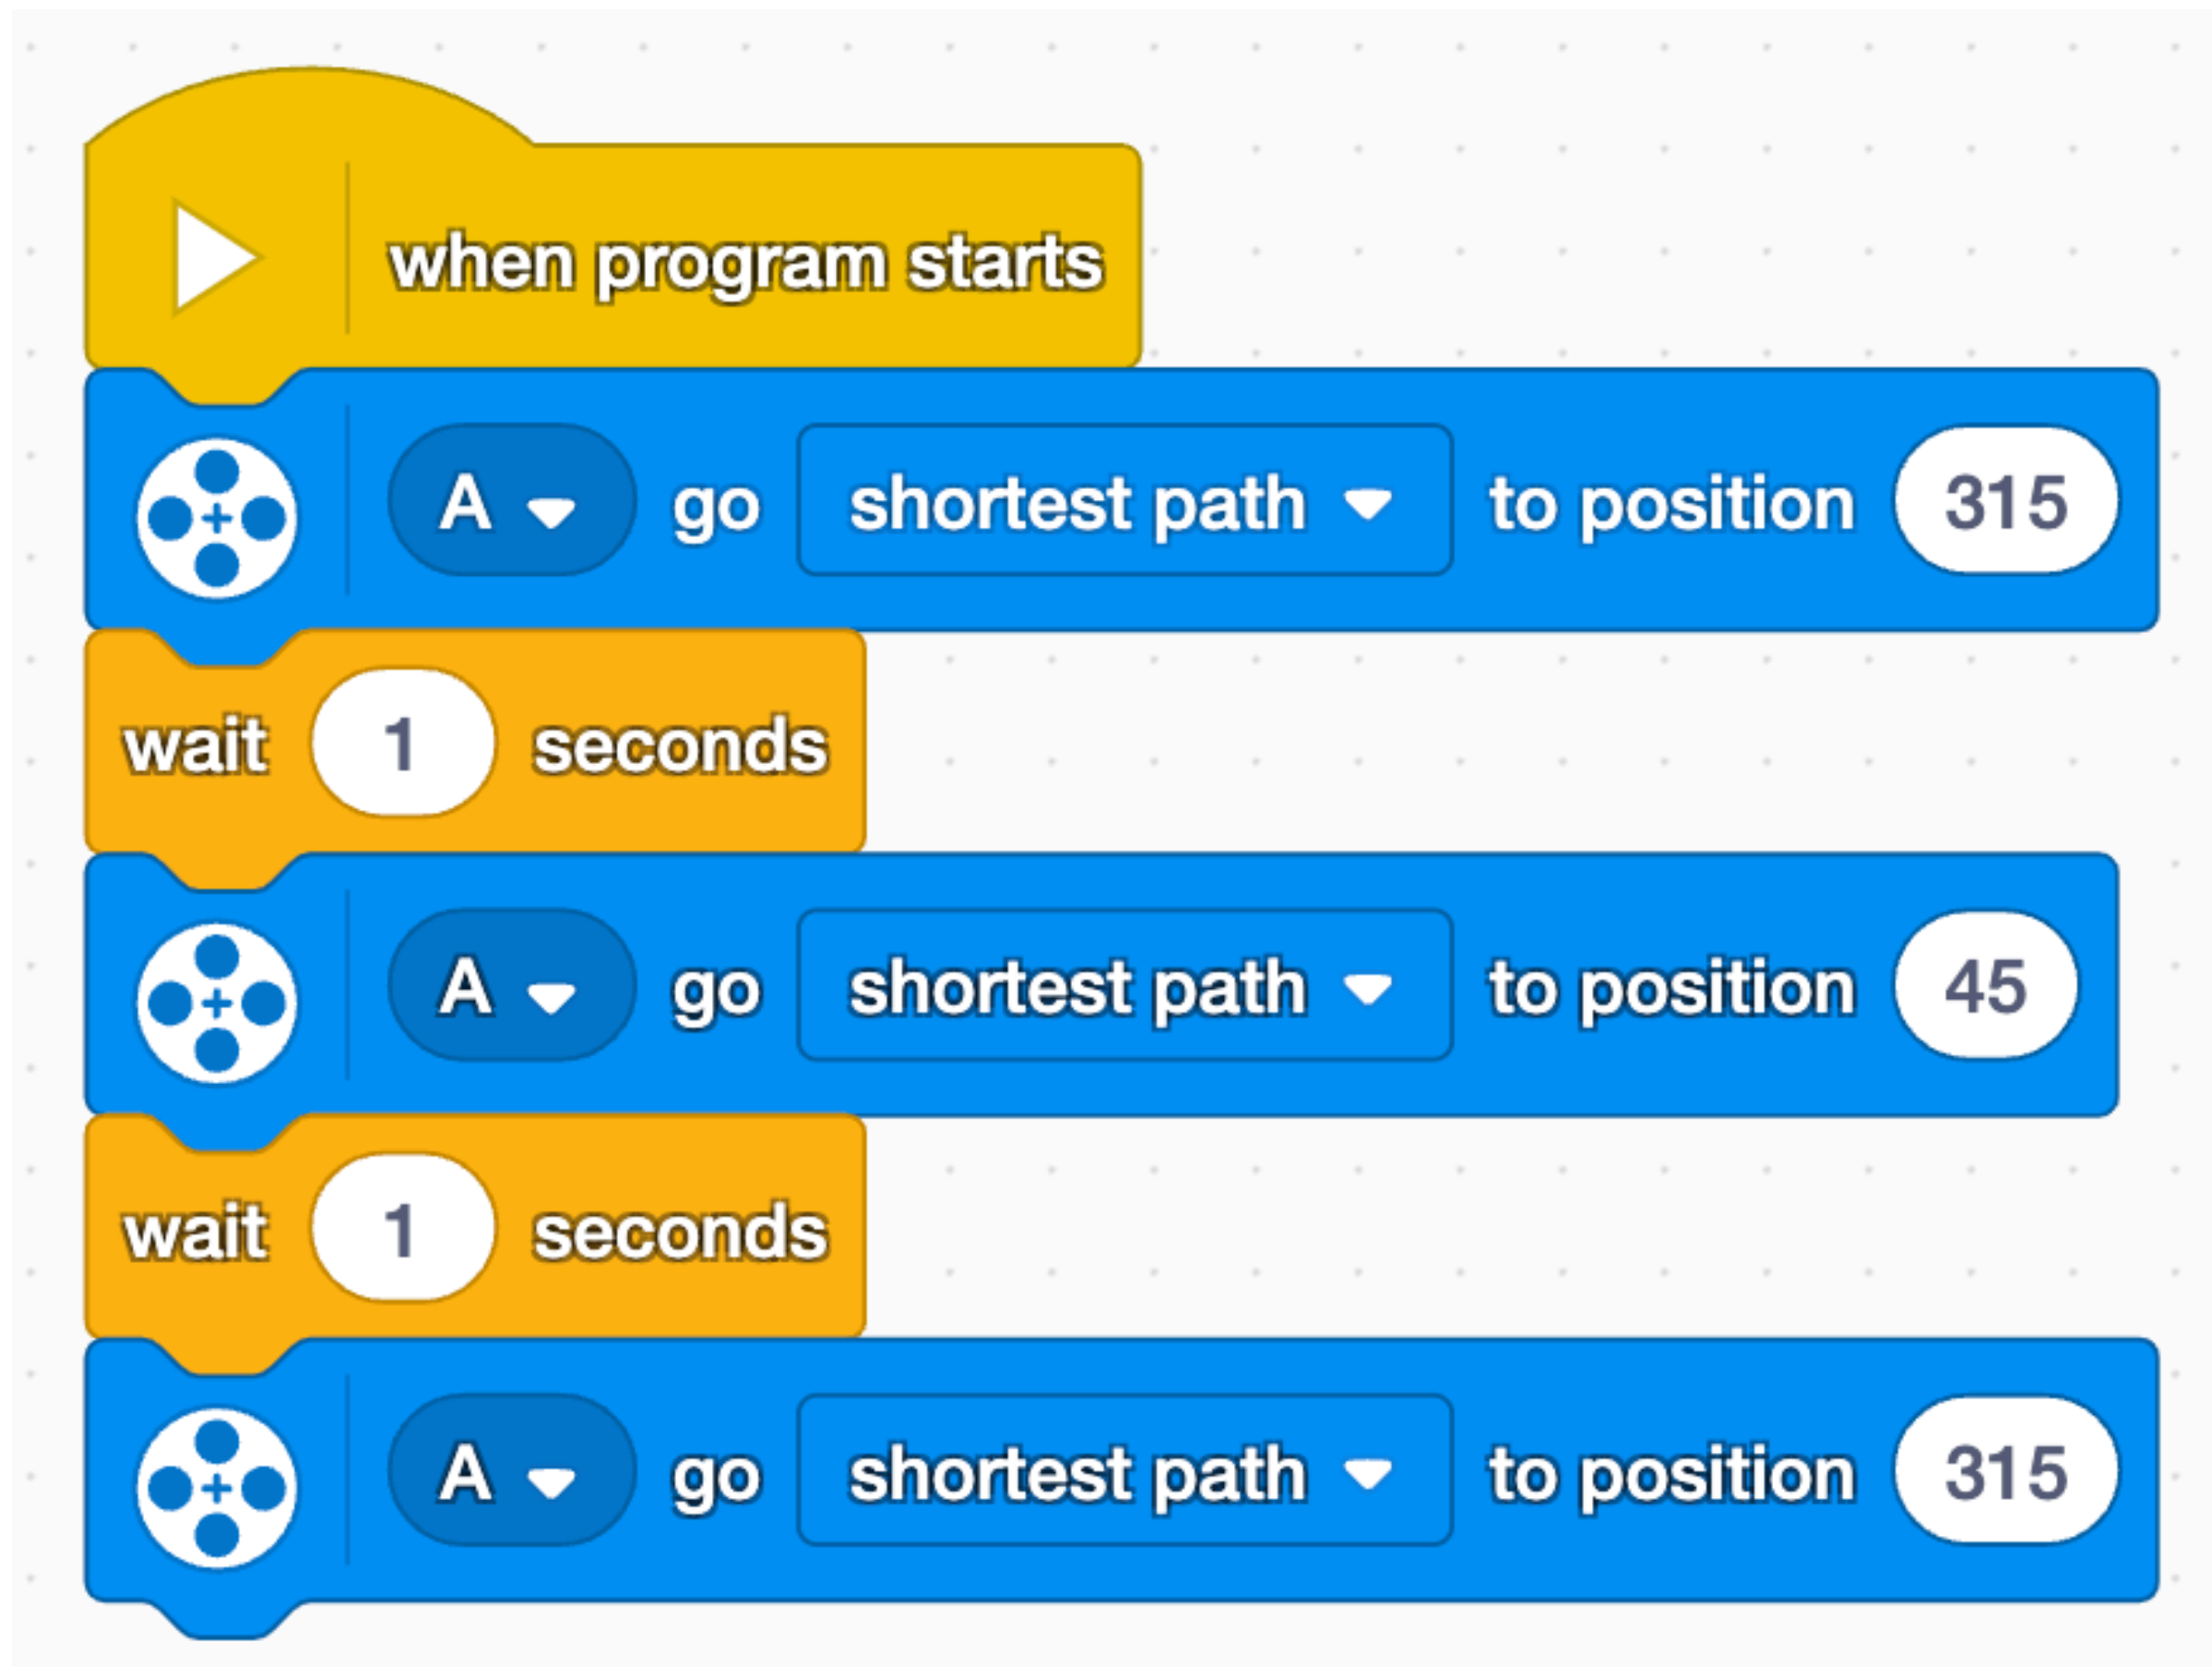 when program starts
A go shortest path to position 315
wait 1 seconds
A go shortest path to position 45
wait 1 seconds
A go shortest path to position 315